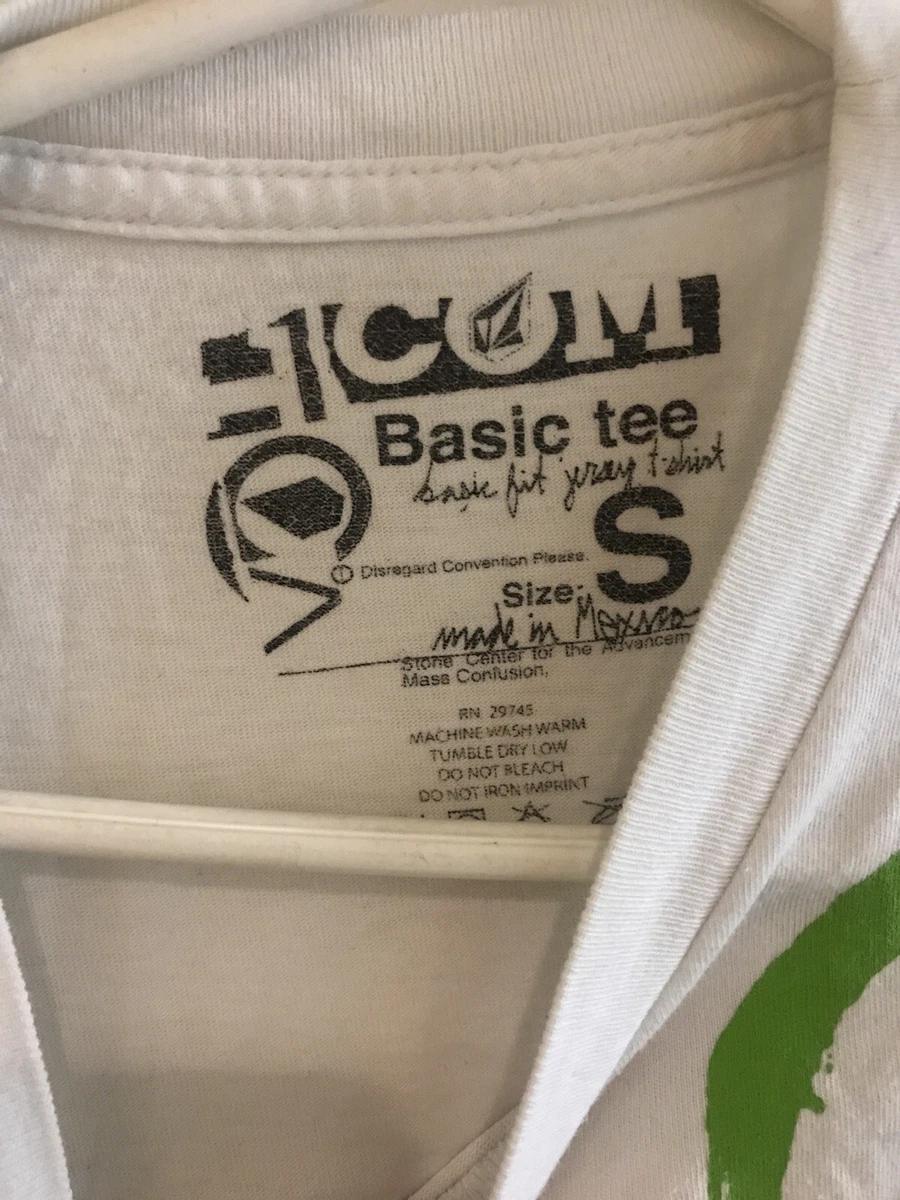 VOLCOM
Basic tee
basic fit jersey t-shirt
Disregard Convention Please.
Size: S
made in Mexico
Stone Center for the Advancem
Mass Confusion.
RN 29745
MACHINE WASH WARM
TUMBLE DRY LOW
DO NOT BLEACH
DO NOT IRON IMPRINT